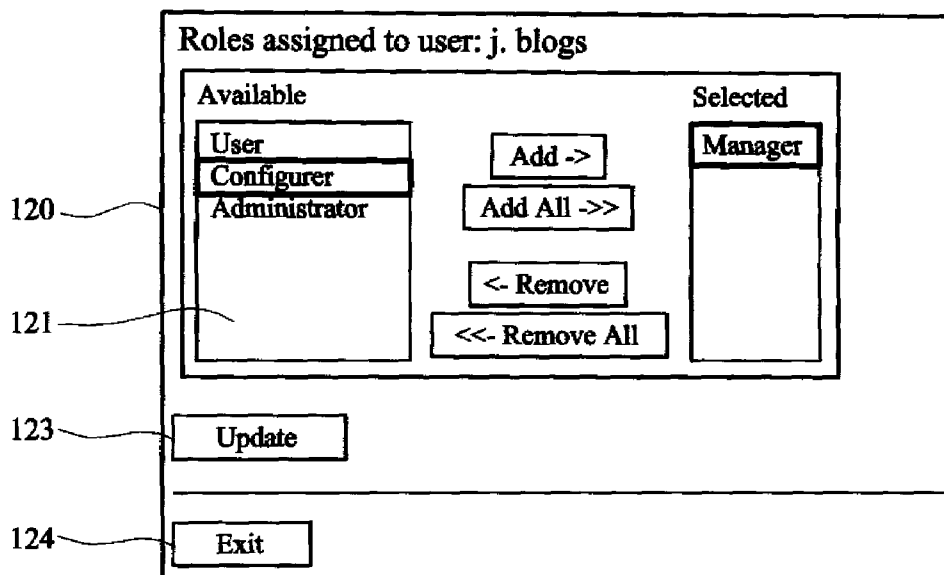 Roles assigned to user: j. blogs
Available
Selected
User
Configurer
Administrator
Add ->
Add All ->>
<- Remove
<<- Remove All
Manager
120
121
123
Update
124
Exit